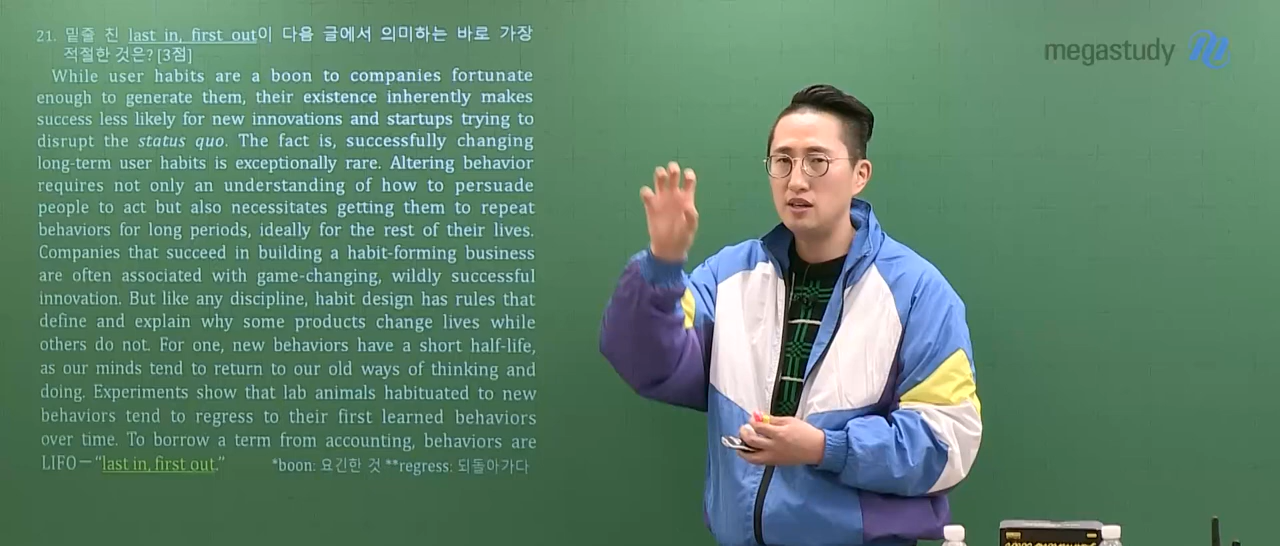 21. 밑줄 친 last in, first out이 다음 글에서 의미하는 바로 가장
적절한 것은? [3점]
While user habits are a boon to companies fortunate
enough to generate them, their existence inherently makes
success less likely for new innovations and startups trying to
disrupt the status quo. The fact is, successfully changing
long-term user habits is exceptionally rare. Altering behavior
requires not only an understanding of how to persuade
people to act but also necessitates getting them to repeat
behaviors for long periods, ideally for the rest of their lives.
Companies that succeed in building a habit-forming business
are often associated with game-changing, wildly successful
innovation. But like any discipline, habit design has rules that
define and explain why some products change lives while
others do not. For one, new behaviors have a short half-life,
as our minds tend to return to our old ways of thinking and
doing. Experiments show that lab animals habituated to new
behaviors tend to regress to their first learned behaviors
over time. To borrow a term from accounting, behaviors are
LIFO－“last in, first out.”
*boon: 요긴한 것 **regress: 되돌아가다
megastudy